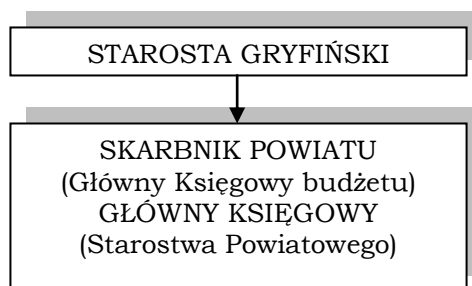 STAROSTA GRYFIŃSKI
SKARBNIK POWIATU
(Główny Księgowy budżetu)
GŁÓWNY KSIĘGOWY
(Starostwa Powiatowego)